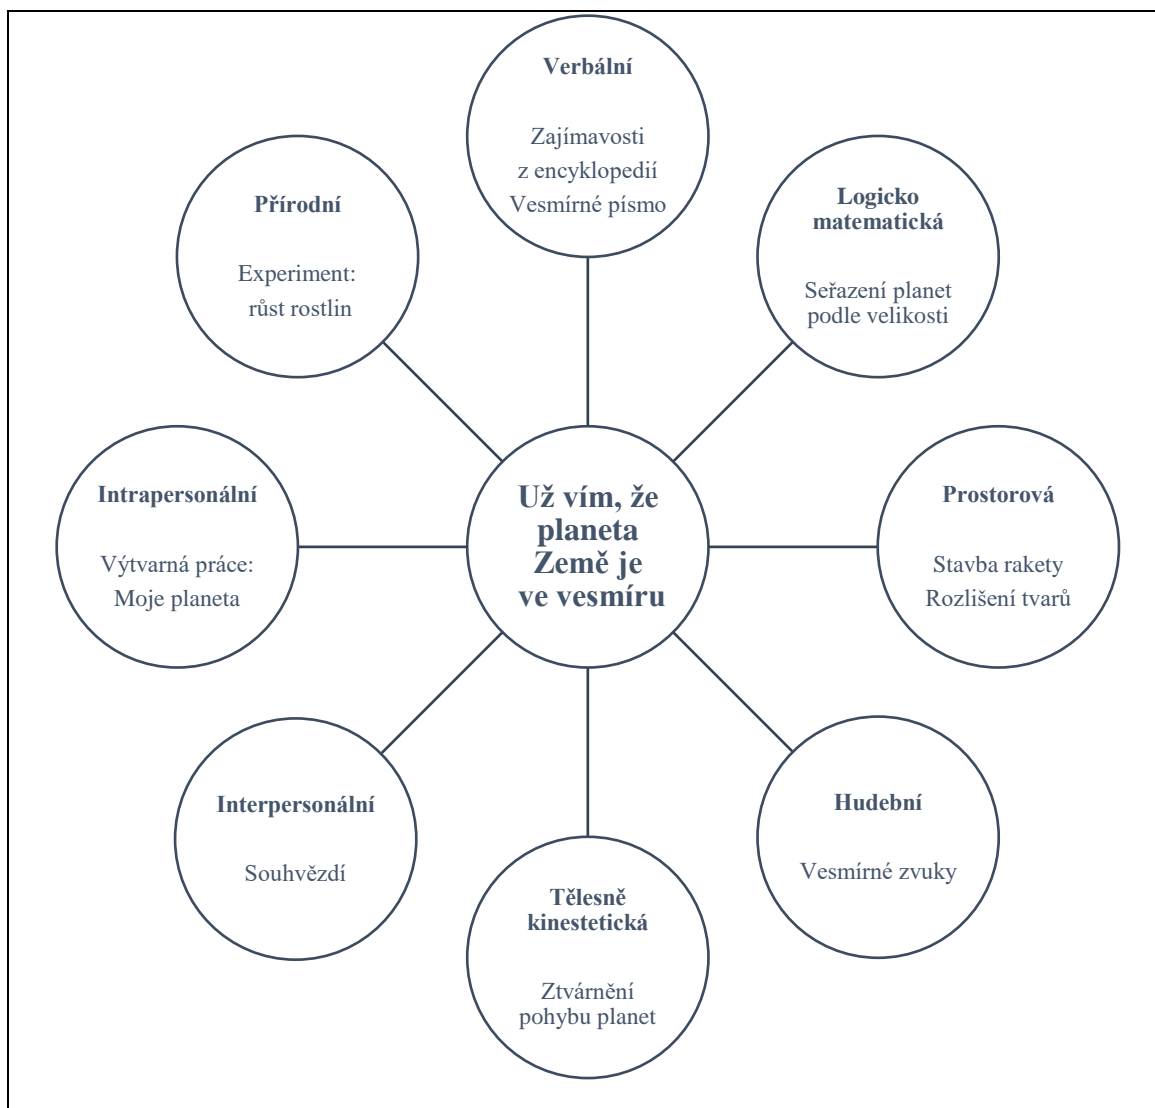 Verbální
Zajímavosti
z encyklopedií
Vesmírné písmo
Logicko
matematická
Seřazení planet
podle velikosti
Prostorová
Stavba rakety
Rozlišení tvarů
Hudební
Vesmírné zvuky
Tělesně
kinestetická
Ztvárnění
pohybu planet
Interpersonální
Souhvězdí
Intrapersonální
Výtvarná práce:
Moje planeta
Přírodní
Experiment:
růst rostlin
Už vím, že
planeta
Země je
ve vesmíru